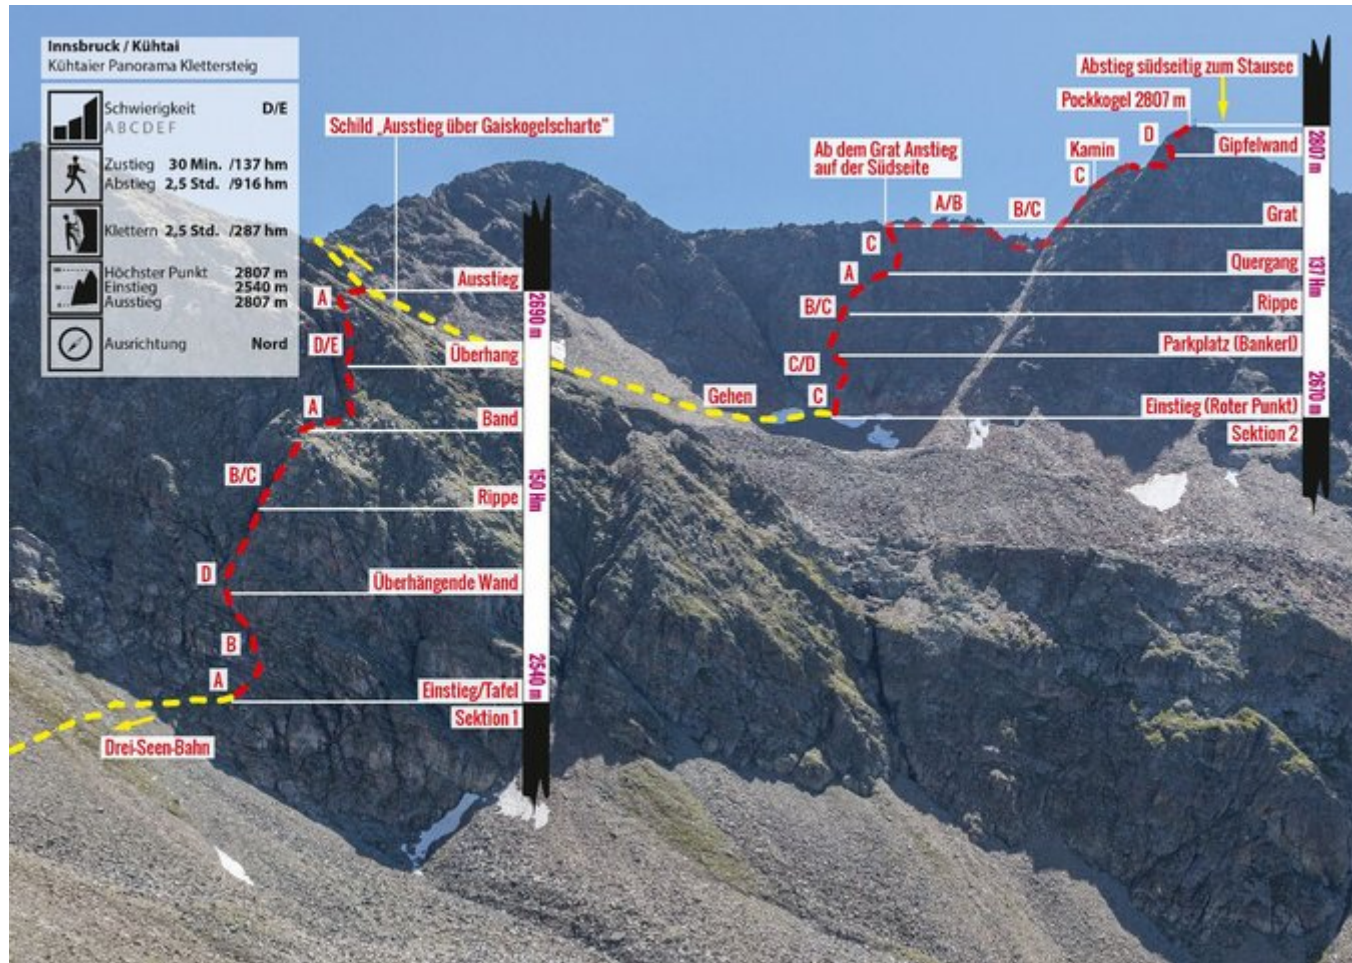 Innsbruck / Kühtai
Kühtaier Panorama Klettersteig
Schwierigkeit D/E
A B C D E F
Zustieg 30 Min. /137 hm
Abstieg 2,5 Std. /916 hm
Klettern 2,5 Std. /287 hm
Höchster Punkt 2807 m
Einstieg 2540 m
Ausstieg 2807 m
Ausrichtung Nord
Schild „Ausstieg über Gaiskogelscharte“
Ausstieg
A
2690 m
D/E
Überhang
A
Band
B/C
Rippe
150 Hm
D
Überhängende Wand
B
A
2540 m
Einstieg/Tafel
Sektion 1
Drei-Seen-Bahn
Gehen
Abstieg südseitig zum Stausee
Pockkogel 2807 m
D
Gipfelwand
2807 m
Kamin
C
Ab dem Grat Anstieg
auf der Südseite
A/B
B/C
Grat
C
Quergang
137 Hm
A
B/C
Rippe
Parkplatz (Bankerl)
C/D
2670 m
C
Einstieg (Roter Punkt)
Sektion 2